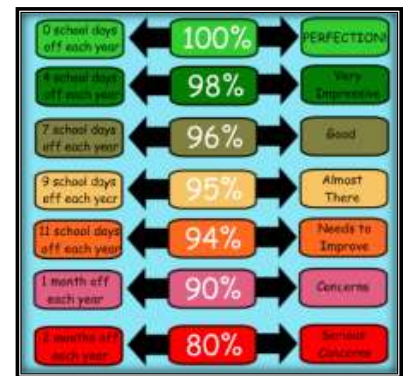 0 school days
off each year
100%
PERFECTION!
4 school days
off each year
98%
Very
Impressive
7 school days
off each year
96%
Good
9 school days
off each year
95%
Almost
There
11 school days
off each year
94%
Needs to
Improve
1 month off
each year
90%
Concerns
2 months off
each year
80%
Serious
Concerns